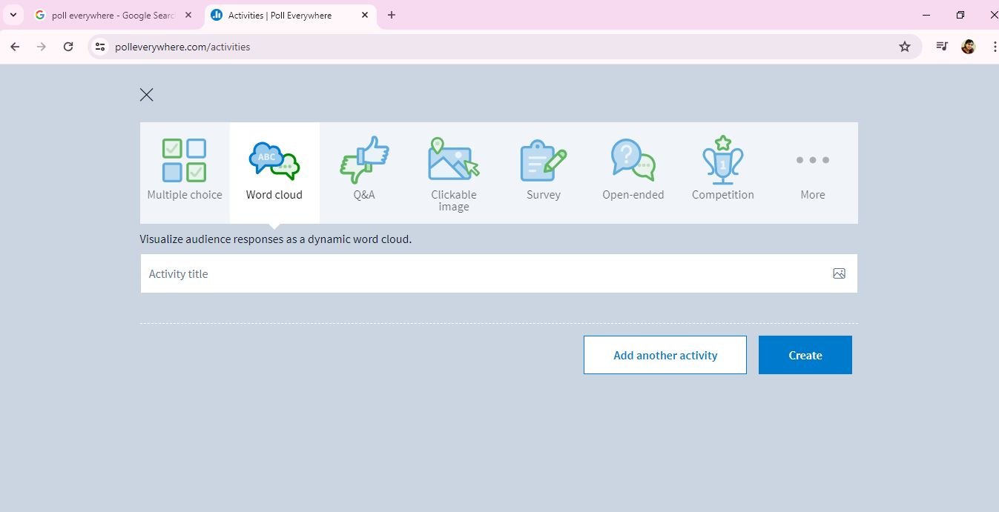 poll everywhere - Google Searc
Activities | Poll Everywhere
polleverywhere.com/activities
ABC
1
Multiple choice
Word cloud
Q&A
Clickable
image
Survey
Open-ended
Competition
More
Visualize audience responses as a dynamic word cloud.
Activity title
Add another activity
Create